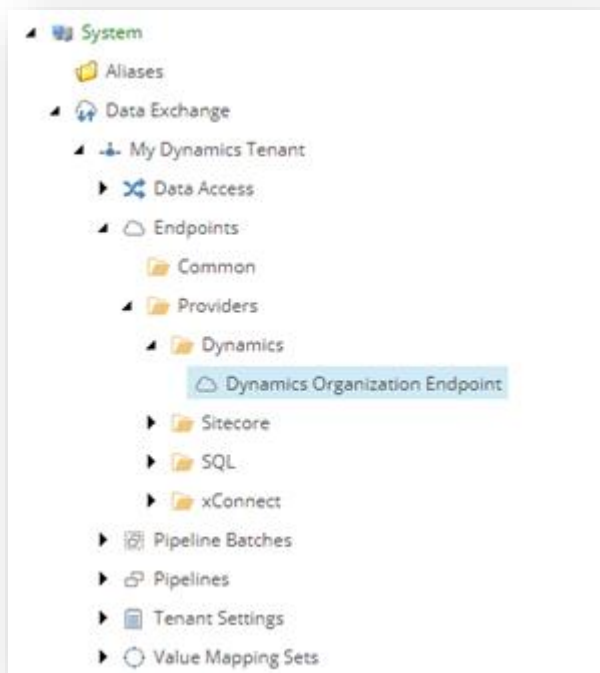 System
Aliases
Data Exchange
My Dynamics Tenant
Data Access
Endpoints
Common
Providers
Dynamics
Dynamics Organization Endpoint
Sitecore
SQL
xConnect
Pipeline Batches
Pipelines
Tenant Settings
Value Mapping Sets